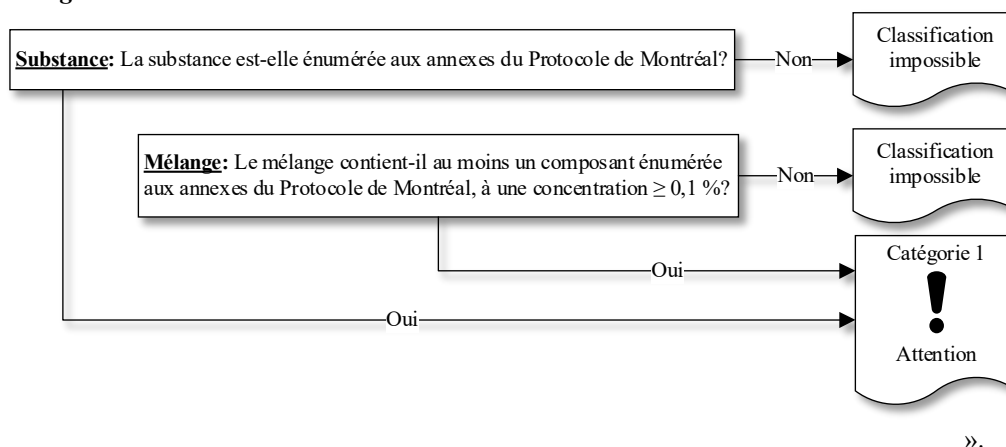 Substance: La substance est-elle énumérée aux annexes du Protocole de Montréal?
Non
Classification
impossible
Mélange: Le mélange contient-il au moins un composant énumérée
aux annexes du Protocole de Montréal, à une concentration ≥ 0,1 %?
Non
Classification
impossible
Oui
Oui
Catégorie 1
!
Attention
».